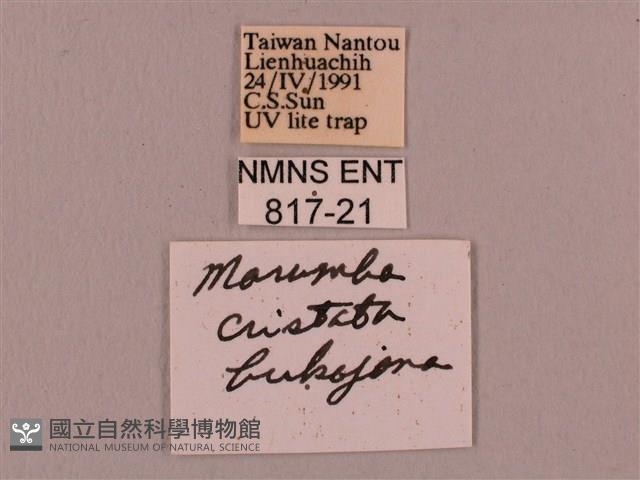 Taiwan Nantou
Lienhuachih
24/IV/1991
C.S.Sun
UV lite trap
NMNS ENT
817-21
Marumba
cristata
bukajona
國立自然科學博物館
NATIONAL MUSEUM OF NATURAL SCIENCE